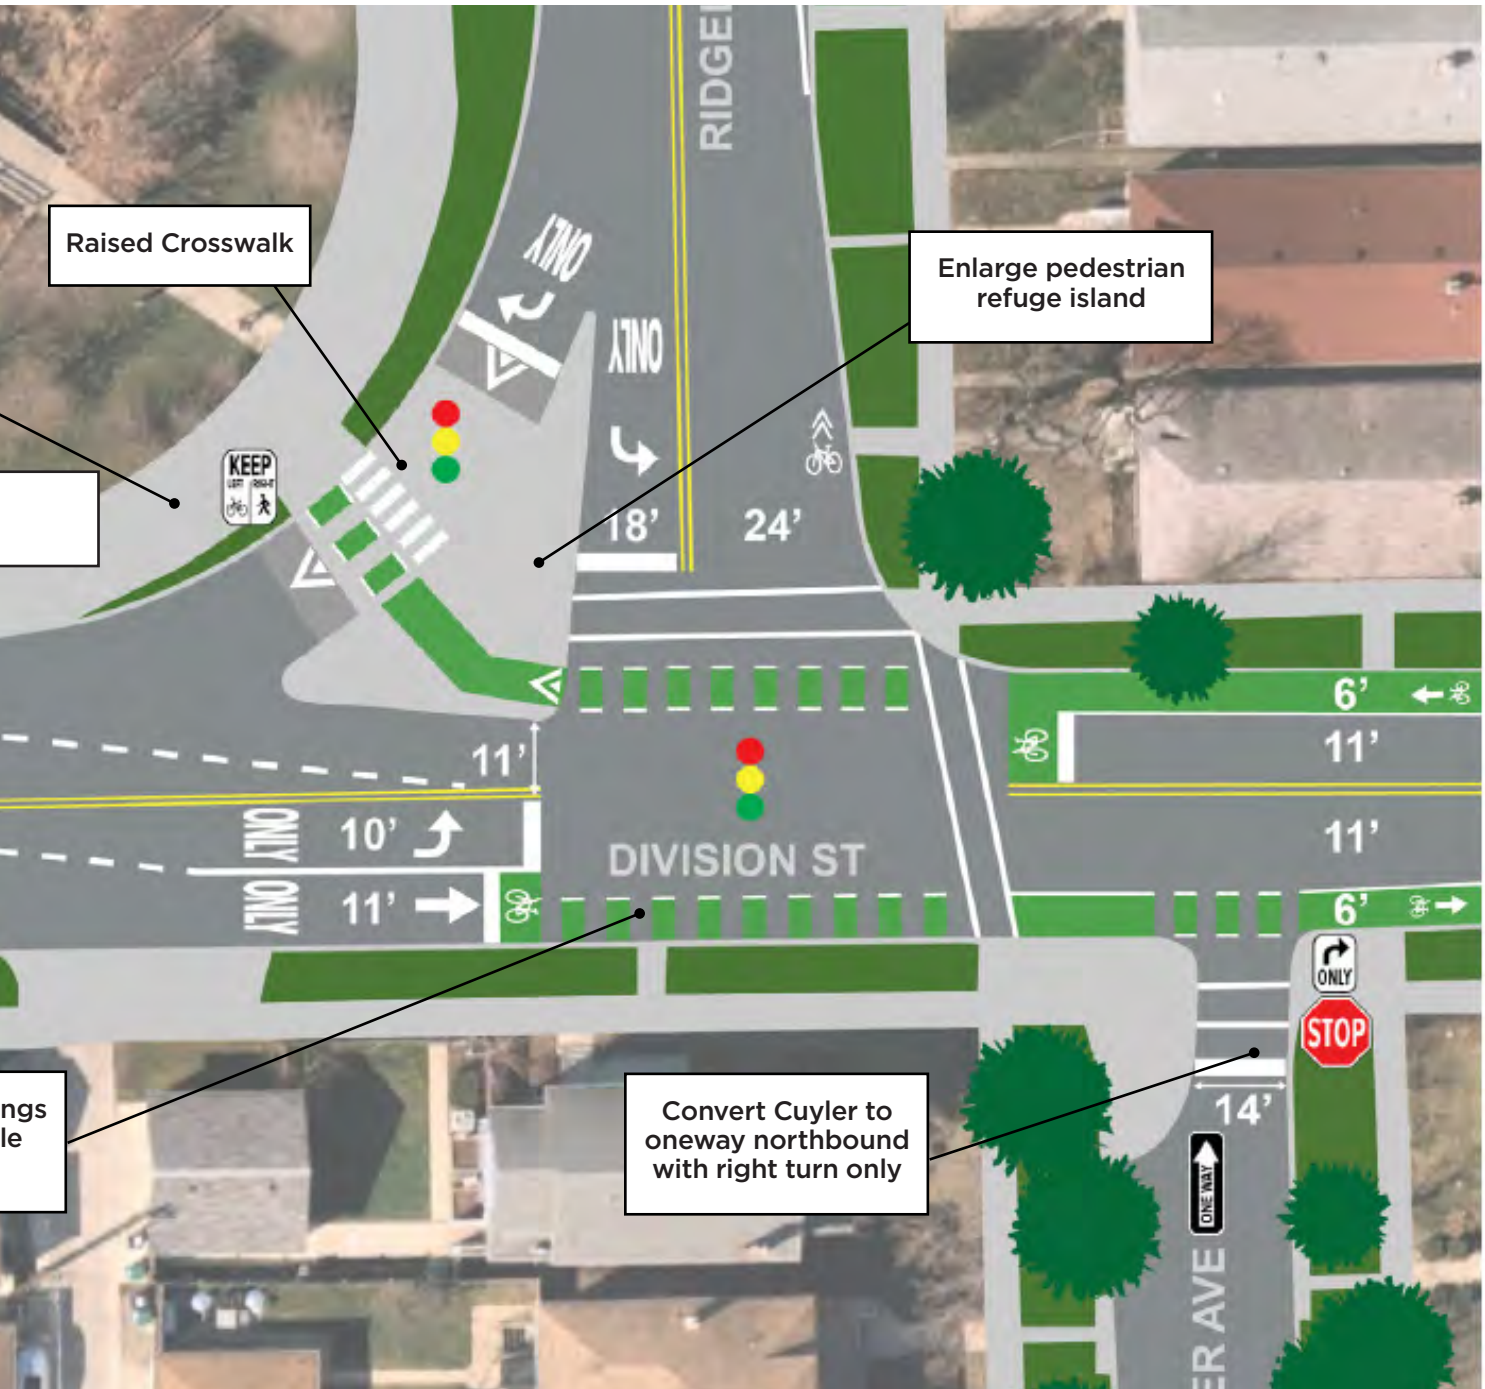 RIDGE
Raised Crosswalk
Enlarge pedestrian
refuge island
ONLY
ONLY
KEEP
LEFT RIGHT
18'
24'
6'
11'
11'
10'
ONLY
DIVISION ST
11'
ONLY
11'
6'
ONLY
STOP
ngs
le
Convert Cuyler to
oneway northbound
with right turn only
14'
ONE WAY
ER AVE